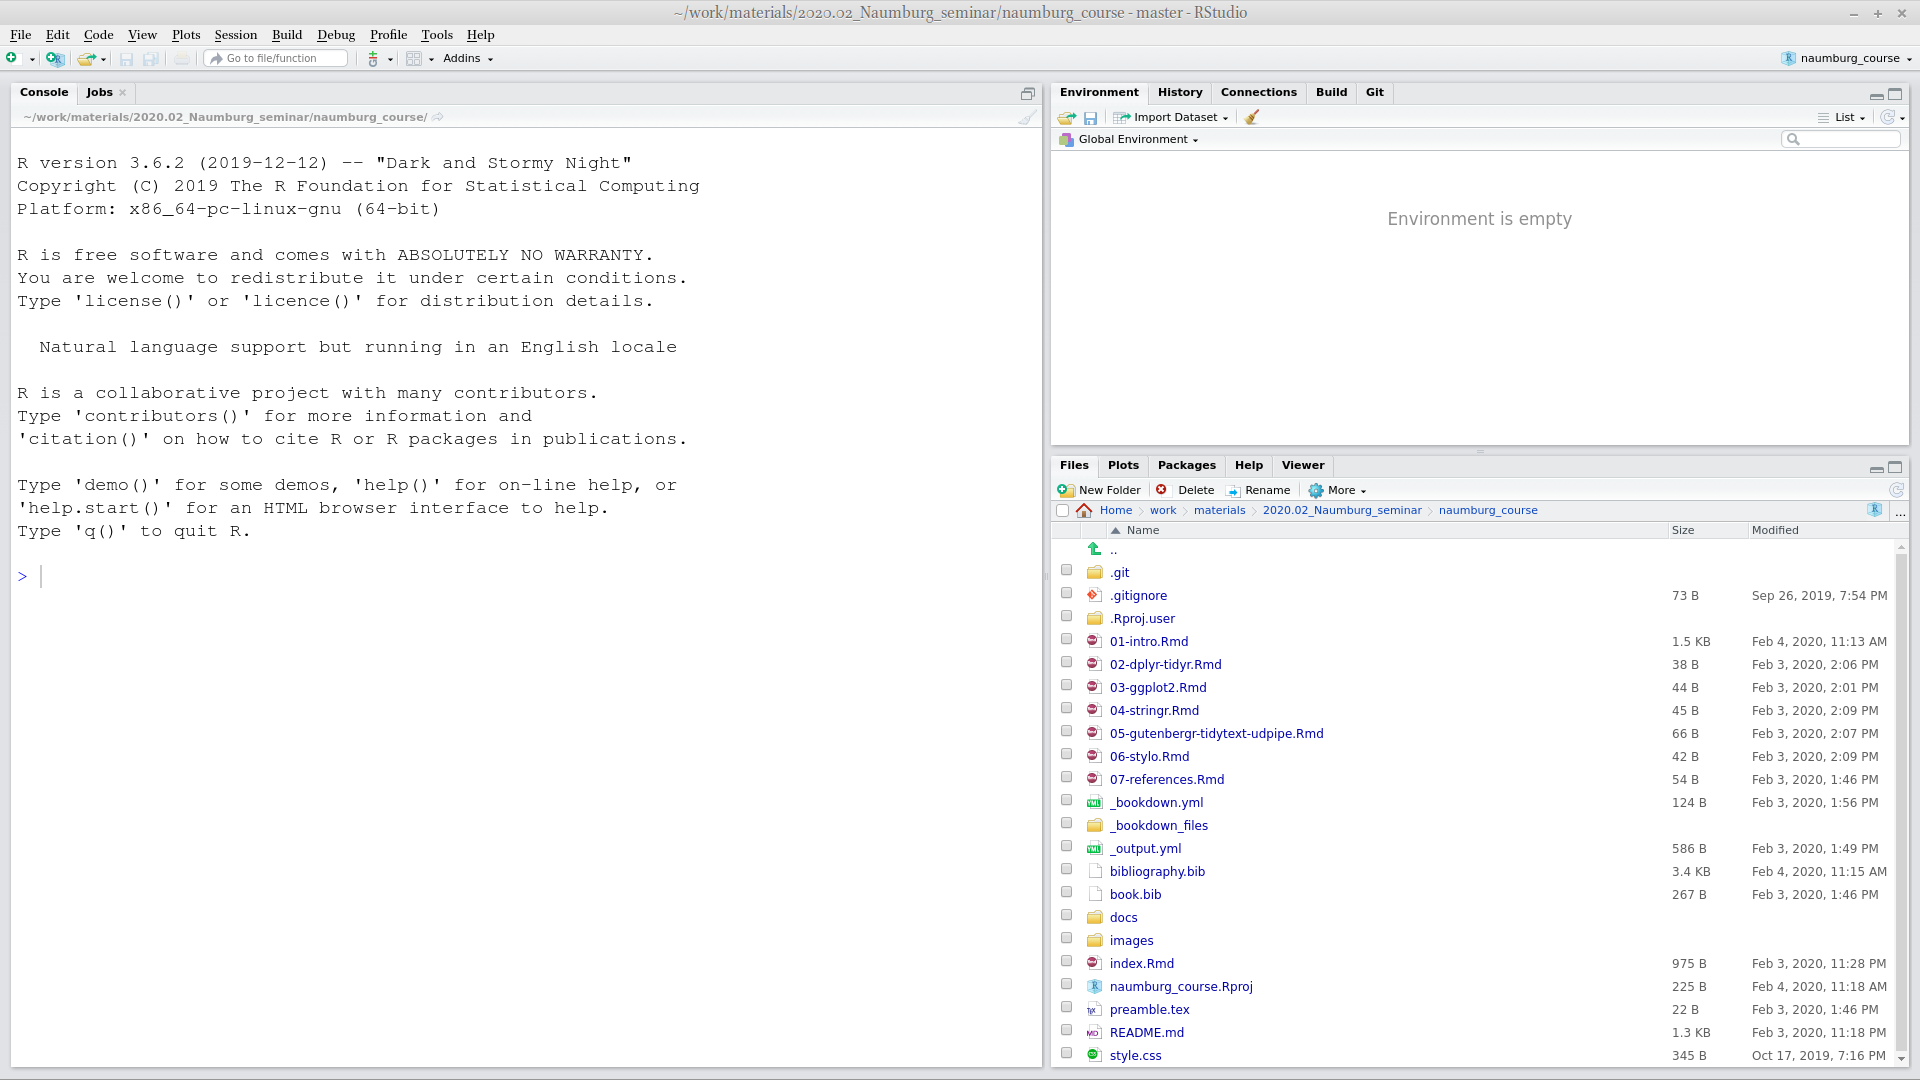 ~/work/materials/2020.02_Naumburg_seminar/naumburg_course - master - RStudio
File Edit Code View Plots Session Build Debug Profile Tools Help
Go to file/function Addins naumburg_course
Console Jobs
~/work/materials/2020.02_Naumburg_seminar/naumburg_course/
R version 3.6.2 (2019-12-12) -- "Dark and Stormy Night"
Copyright (C) 2019 The R Foundation for Statistical Computing
Platform: x86_64-pc-linux-gnu (64-bit)
R is free software and comes with ABSOLUTELY NO WARRANTY.
You are welcome to redistribute it under certain conditions.
Type 'license()' or 'licence()' for distribution details.
Natural language support but running in an English locale
R is a collaborative project with many contributors.
Type 'contributors()' for more information and
'citation()' on how to cite R or R packages in publications.
Type 'demo()' for some demos, 'help()' for on-line help, or
'help.start()' for an HTML browser interface to help.
Type 'q()' to quit R.
>
Environment History Connections Build Git
Import Dataset List
Global Environment
Environment is empty
Files Plots Packages Help Viewer
New Folder Delete Rename More
Home work materials 2020.02_Naumburg_seminar naumburg_course ...
Name Size Modified
..
.git
.gitignore 73 B Sep 26, 2019, 7:54 PM
.Rproj.user
01-intro.Rmd 1.5 KB Feb 4, 2020, 11:13 AM
02-dplyr-tidyr.Rmd 38 B Feb 3, 2020, 2:06 PM
03-ggplot2.Rmd 44 B Feb 3, 2020, 2:01 PM
04-stringr.Rmd 45 B Feb 3, 2020, 2:09 PM
05-gutenbergr-tidytext-udpipe.Rmd 66 B Feb 3, 2020, 2:07 PM
06-stylo.Rmd 42 B Feb 3, 2020, 2:09 PM
07-references.Rmd 54 B Feb 3, 2020, 1:46 PM
_bookdown.yml 124 B Feb 3, 2020, 1:56 PM
_bookdown_files
_output.yml 586 B Feb 3, 2020, 1:49 PM
bibliography.bib 3.4 KB Feb 4, 2020, 11:15 AM
book.bib 267 B Feb 3, 2020, 1:46 PM
docs
images
index.Rmd 975 B Feb 3, 2020, 11:28 PM
naumburg_course.Rproj 225 B Feb 4, 2020, 11:18 AM
preamble.tex 22 B Feb 3, 2020, 1:46 PM
README.md 1.3 KB Feb 3, 2020, 11:18 PM
style.css 345 B Oct 17, 2019, 7:16 PM